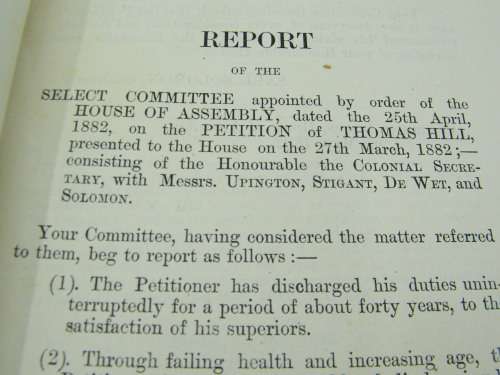 REPORT
OF THE
SELECT COMMITTEE appointed by order of the
HOUSE OF ASSEMBLY, dated the 25th April,
1882, on the PETITION of THOMAS HILL,
presented to the House on the 27th March, 1882;—
consisting of the Honourable the COLONIAL SECRE-
TARY, with Messrs. UPINGTON, STIGANT, DE WET, and
SOLOMON.
Your Committee, having considered the matter referred
to them, beg to report as follows:—
(1). The Petitioner has discharged his duties unin-
terruptedly for a period of about forty years, to the
satisfaction of his superiors.
(2). Through failing health and increasing age,